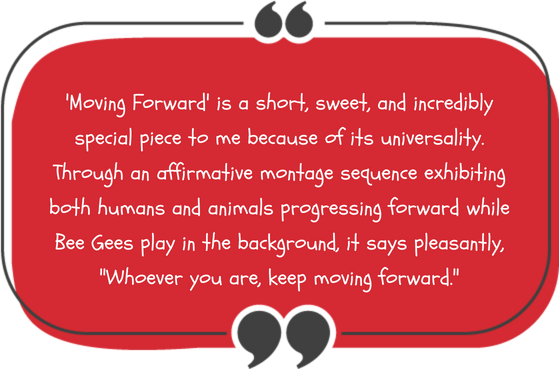 'Moving Forward' is a short, sweet, and incredibly
special piece to me because of its universality.
Through an affirmative montage sequence exhibiting
both humans and animals progressing forward while
Bee Gees play in the background, it says pleasantly,
"Whoever you are, keep moving forward."